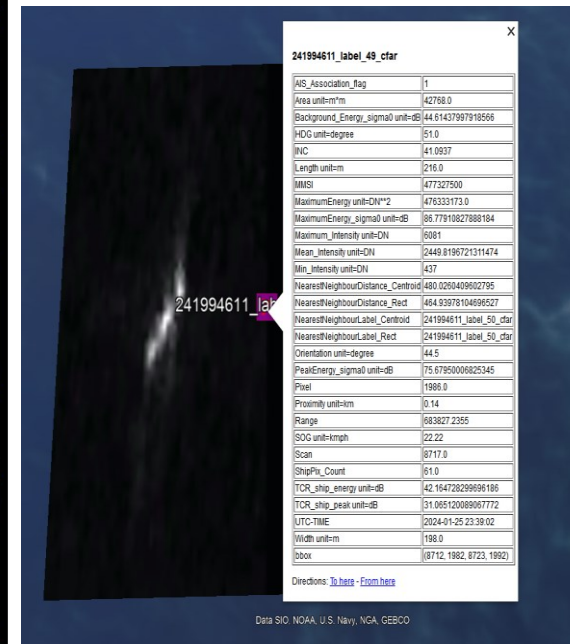 X
241994611_label_49_cfar
AIS_Association_flag 1
Area unit=m*m 42768.0
Background_Energy_sigma0 unit=dB 44.61437997918566
HDG unit=degree 51.0
INC 41.0937
Length unit=m 216.0
MMSI 477327500
MaximumEnergy unit=DN**2 476333173.0
MaximumEnergy_sigma0 unit=dB 86.77910827888184
Maximum_Intensity unit=DN 6081
Mean_Intensity unit=DN 2449.8196721311474
Min_Intensity unit=DN 437
NearestNeighbourDistance_Centroid 480.0260409602795
NearestNeighbourDistance_Rect 464.93978104696527
NearestNeighbourLabel_Centroid 241994611_label_50_cfar
NearestNeighbourLabel_Rect 241994611_label_50_cfar
Orientation unit=degree 44.5
PeakEnergy_sigma0 unit=dB 75.67950006825345
Pixel 1986.0
Proximity unit=km 0.14
Range 683827.2355
SOG unit=kmph 22.22
Scan 8717.0
ShipPix_Count 61.0
TCR_ship_energy unit=dB 42.164728299696186
TCR_ship_peak unit=dB 31.065120089067772
UTC-TIME 2024-01-25 23:39:02
Width unit=m 198.0
bbox (8712, 1982, 8723, 1992)
Directions: To here - From here
241994611_lab
Data SIO, NOAA, U.S. Navy, NGA, GEBCO